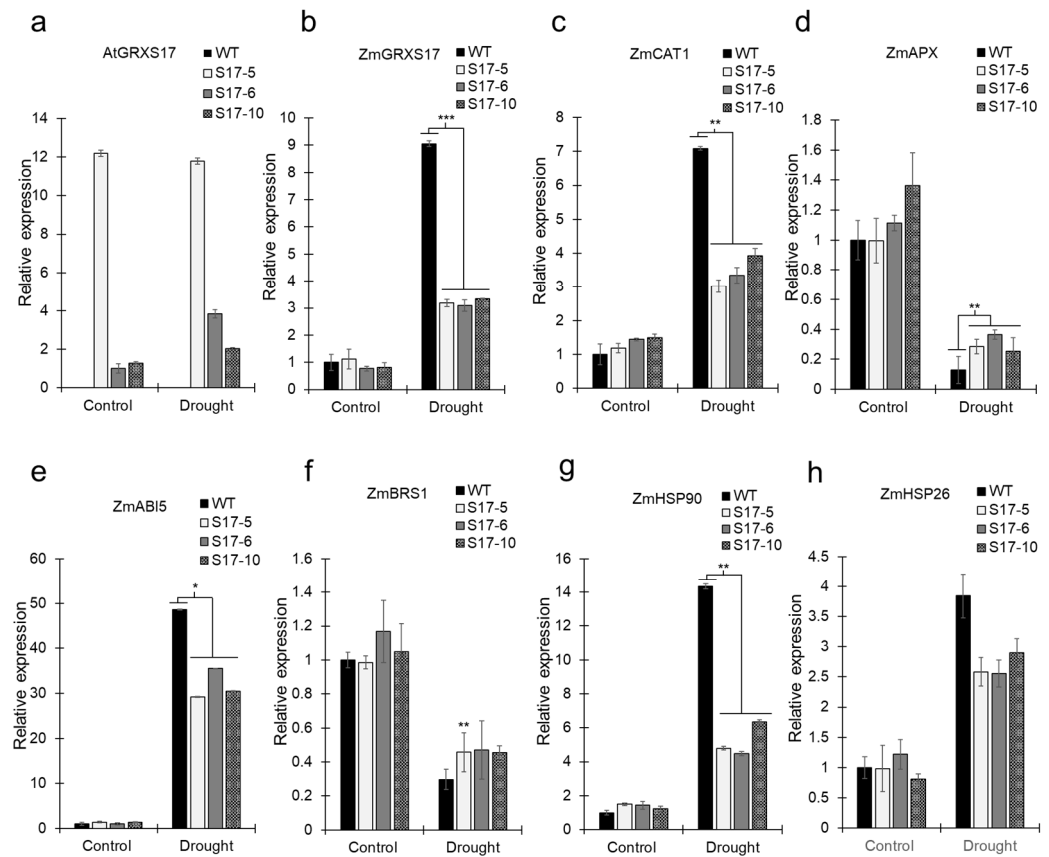 a
AtGRXS17
WT
S17-5
S17-6
S17-10
Relative expression
14
12
10
8
6
4
2
0
Control
Drought
b
ZmGRXS17
WT
S17-5
S17-6
S17-10
Relative expression
10
9
8
7
6
5
4
3
2
1
0
***
Control
Drought
c
ZmCAT1
WT
S17-5
S17-6
S17-10
Relative expression
8
7
6
5
4
3
2
1
0
**
Control
Drought
d
ZmAPX
WT
S17-5
S17-6
S17-10
Relative expression
1.8
1.6
1.4
1.2
1
0.8
0.6
0.4
0.2
0
**
Control
Drought
e
ZmABI5
WT
S17-5
S17-6
S17-10
Relative expression
60
50
40
30
20
10
0
*
Control
Drought
f
ZmBRS1
WT
S17-5
S17-6
S17-10
Relative expression
1.6
1.4
1.2
1
0.8
0.6
0.4
0.2
0
**
Control
Drought
g
ZmHSP90
WT
S17-5
S17-6
S17-10
Relative expression
16
14
12
10
8
6
4
2
0
**
Control
Drought
h
ZmHSP26
WT
S17-5
S17-6
S17-10
Relative expression
4.5
4
3.5
3
2.5
2
1.5
1
0.5
0
Control
Drought